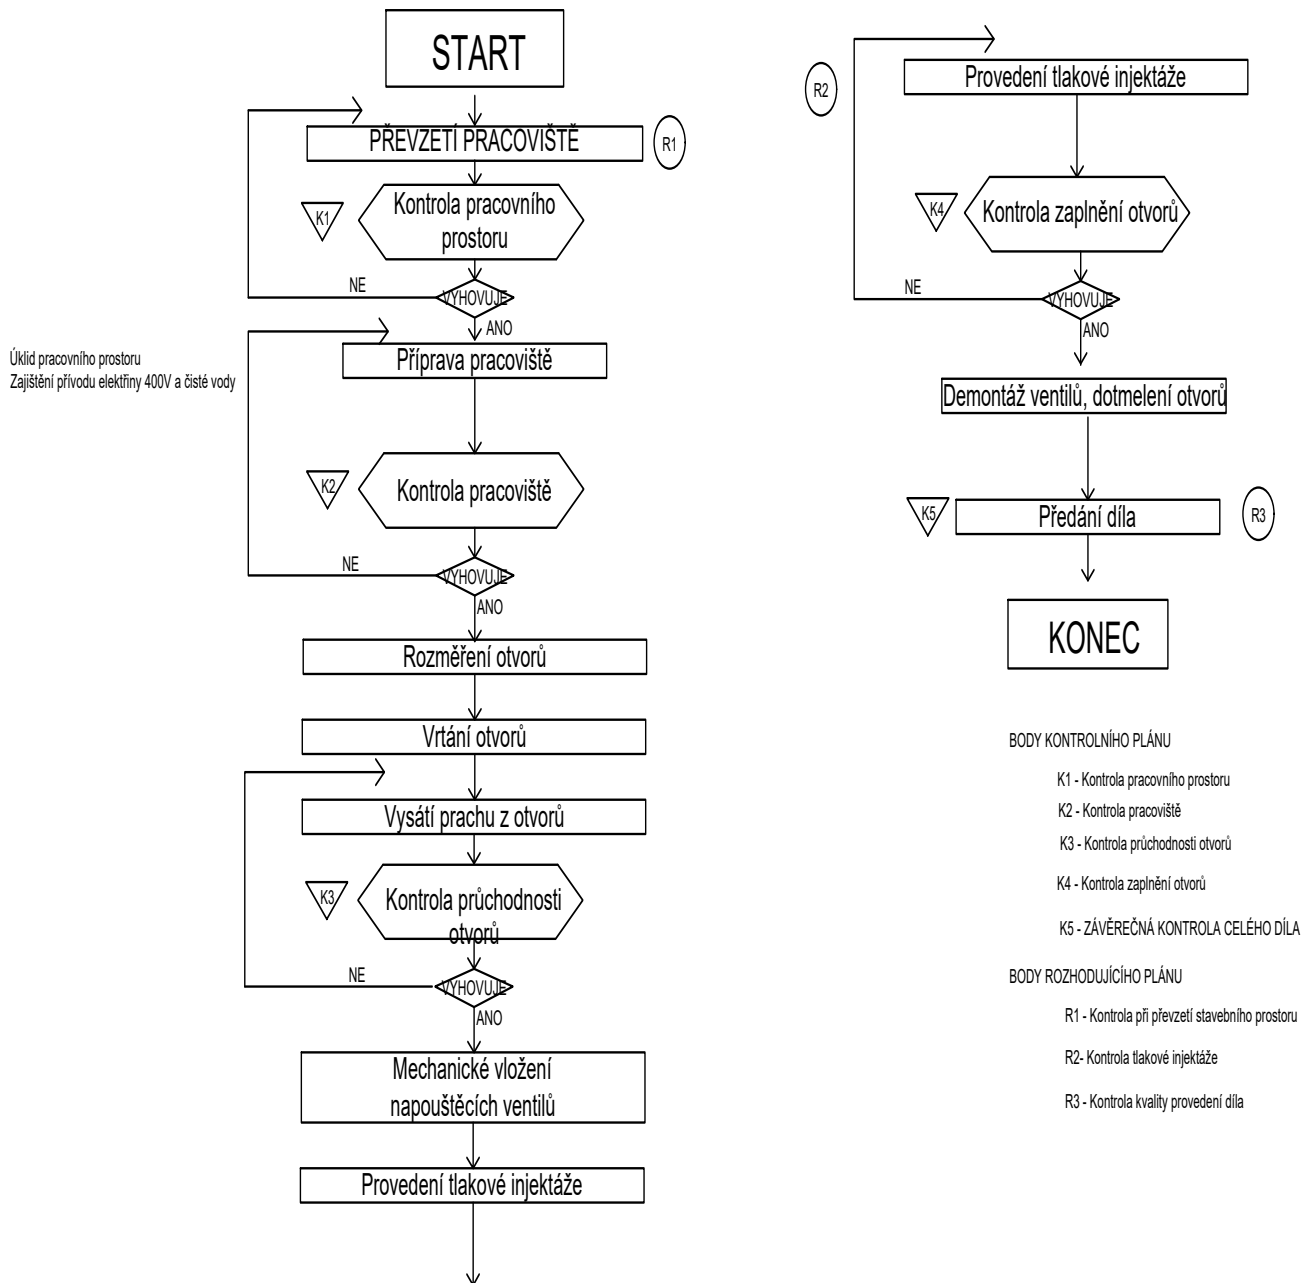 START
PŘEVZETÍ PRACOVIŠTĚ
R1
K1
Kontrola pracovního
prostoru
NE
VYHOVUJE
ANO
Úklid pracovního prostoru
Zajištění přívodu elektřiny 400V a čisté vody
Příprava pracoviště
K2
Kontrola pracoviště
NE
VYHOVUJE
ANO
Rozměření otvorů
Vrtání otvorů
Vysátí prachu z otvorů
K3
Kontrola průchodnosti
otvorů
NE
VYHOVUJE
ANO
Mechanické vložení
napouštěcích ventilů
Provedení tlakové injektáže
Provedení tlakové injektáže
R2
K4
Kontrola zaplnění otvorů
NE
VYHOVUJE
ANO
Demontáž ventilů, dotmelení otvorů
K5
Předání díla
R3
KONEC
BODY KONTROLNÍHO PLÁNU
K1 - Kontrola pracovního prostoru
K2 - Kontrola pracoviště
K3 - Kontrola průchodnosti otvorů
K4 - Kontrola zaplnění otvorů
K5 - ZÁVĚREČNÁ KONTROLA CELÉHO DÍLA
BODY ROZHODUJÍCÍHO PLÁNU
R1 - Kontrola při převzetí stavebního prostoru
R2- Kontrola tlakové injektáže
R3 - Kontrola kvality provedení díla